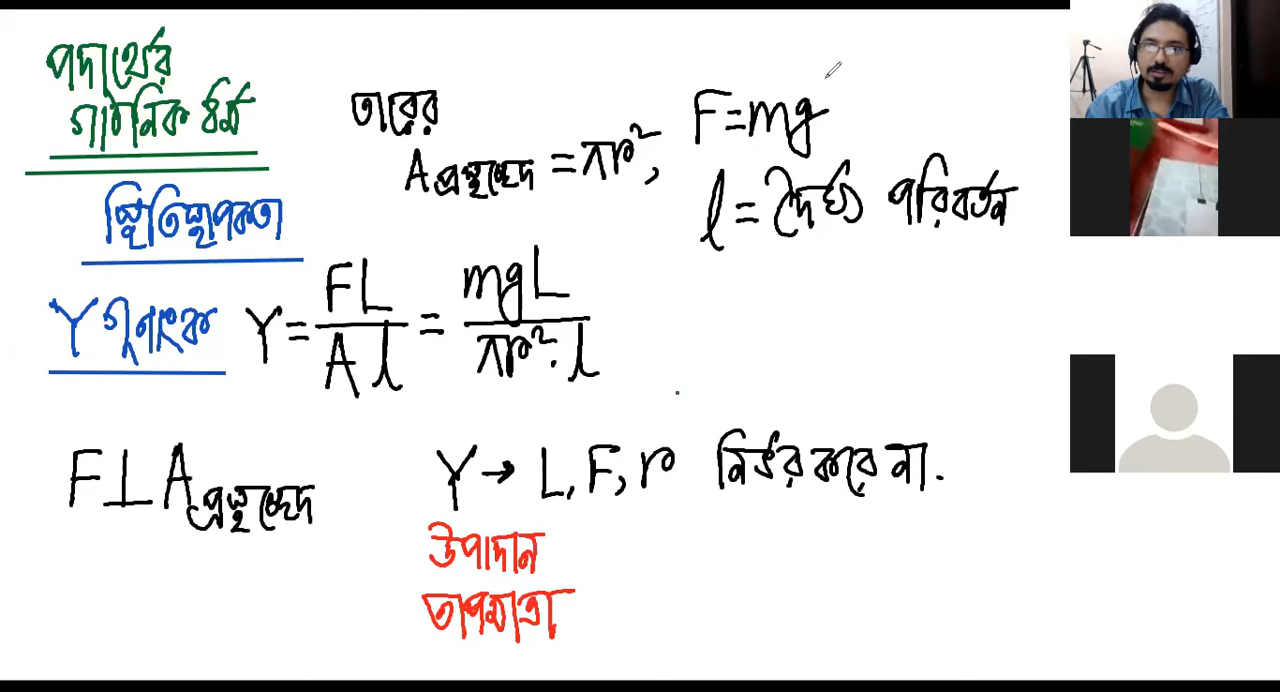 পদার্থের
গাঠনিক ধর্ম
স্থিতিস্থাপকতা
তারের
A প্রস্থচ্ছেদ = πr²,
F = mg
l = দৈর্ঘ্য পরিবর্তন
Y গুণাংক
Y = FL / A l = mgL / πr².l
F ⊥ A প্রস্থচ্ছেদ
Y → L, F, r নির্ভর করে না.
উপাদান
তাপমাত্রা